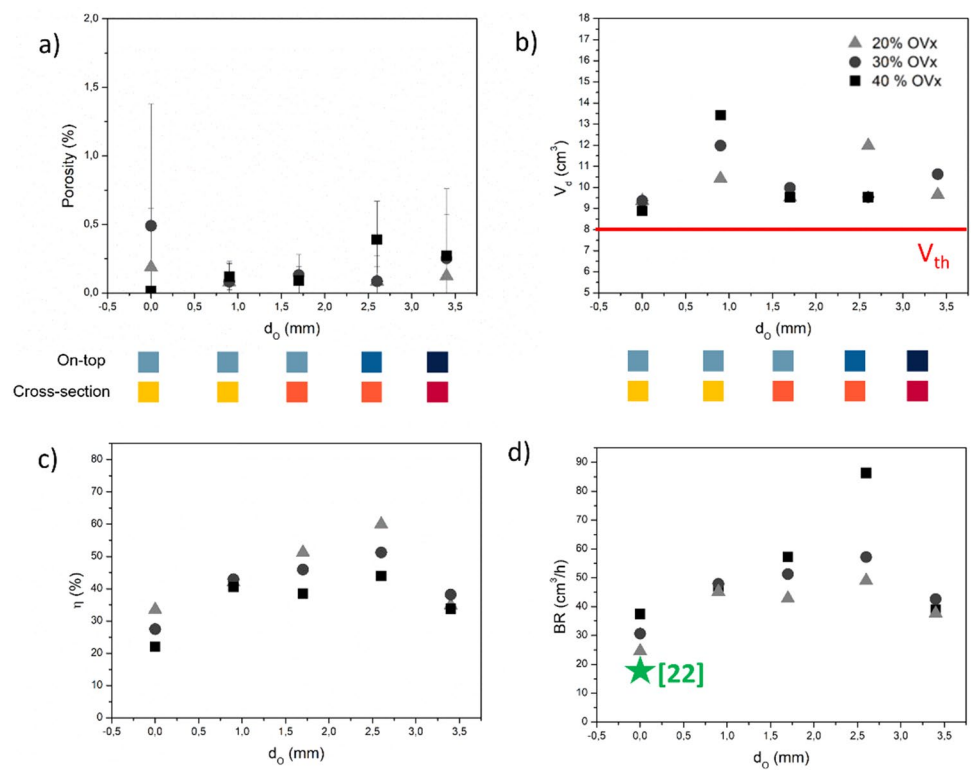 a)
2,0
1,5
1,0
0,5
0,0
Porosity (%)
-0,5 0,0 0,5 1,0 1,5 2,0 2,5 3,0 3,5
dO (mm)
b)
20% OVx
30% OVx
40 % OVx
18
17
16
15
14
13
12
11
10
9
8
7
6
5
Vd (cm3)
Vth
-0,5 0,0 0,5 1,0 1,5 2,0 2,5 3,0 3,5
dO (mm)
On-top
Cross-section
c)
80
70
60
50
40
30
20
10
0
η (%)
-0,5 0,0 0,5 1,0 1,5 2,0 2,5 3,0 3,5
dO (mm)
d)
90
80
70
60
50
40
30
20
10
0
BR (cm3/h)
[22]
-0,5 0,0 0,5 1,0 1,5 2,0 2,5 3,0 3,5
dO (mm)